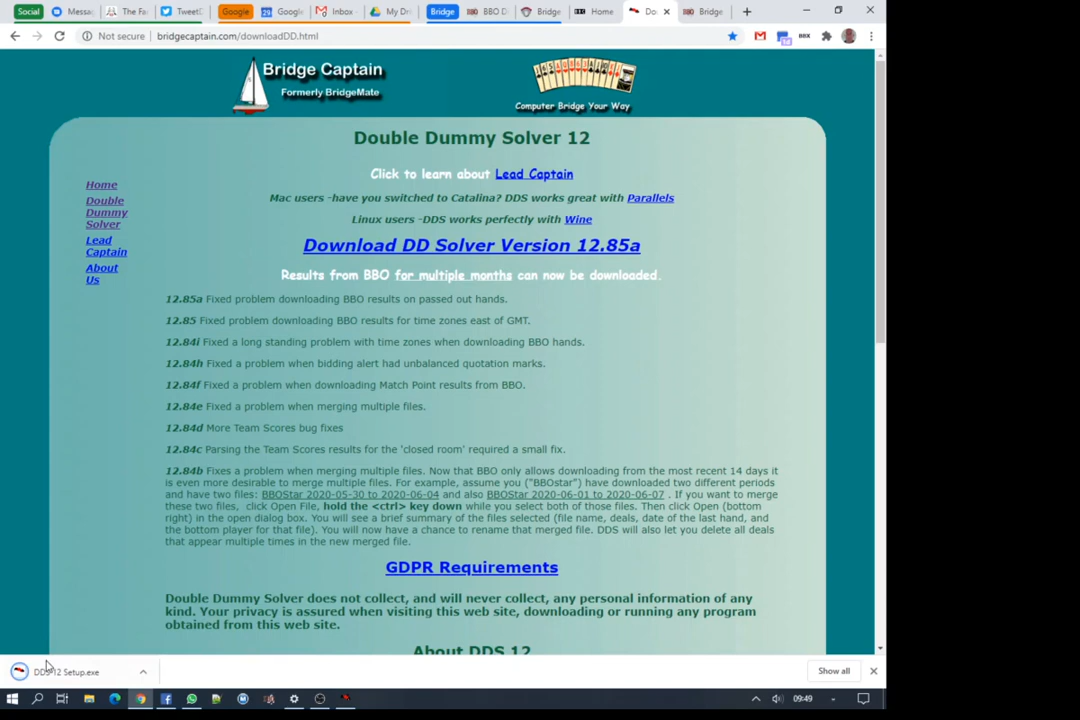 Social Messag The Fa TweetD Google Google Inbox - My Dri Bridge BBO D Bridge Home Do Bridge
Not secure bridgecaptain.com/downloadDD.html
Bridge Captain
Formerly BridgeMate
Computer Bridge Your Way
Double Dummy Solver 12
Click to learn about Lead Captain
Home
Mac users -have you switched to Catalina? DDS works great with Parallels
Double
Dummy
Solver
Linux users -DDS works perfectly with Wine
Lead
Captain
Download DD Solver Version 12.85a
About
Us
Results from BBO for multiple months can now be downloaded.
12.85a Fixed problem downloading BBO results on passed out hands.
12.85 Fixed problem downloading BBO results for time zones east of GMT.
12.84i Fixed a long standing problem with time zones when downloading BBO hands.
12.84h Fixed a problem when bidding alert had unbalanced quotation marks.
12.84f Fixed a problem when downloading Match Point results from BBO.
12.84e Fixed a problem when merging multiple files.
12.84d More Team Scores bug fixes
12.84c Parsing the Team Scores results for the 'closed room' required a small fix.
12.84b Fixes a problem when merging multiple files. Now that BBO only allows downloading from the most recent 14 days it
is even more desirable to merge multiple files. For example, assume you ("BBOstar") have downloaded two different periods
and have two files: BBOStar 2020-05-30 to 2020-06-04 and also BBOStar 2020-06-01 to 2020-06-07 . If you want to merge
these two files, click Open File, hold the <ctrl> key down while you select both of those files. Then click Open (bottom
right) in the open dialog box. You will see a brief summary of the files selected (file name, deals, date of the last hand, and
the bottom player for that file). You will now have a chance to rename that merged file. DDS will also let you delete all deals
that appear multiple times in the new merged file.
GDPR Requirements
Double Dummy Solver does not collect, and will never collect, any personal information of any
kind. Your privacy is assured when visiting this web site, downloading or running any program
obtained from this web site.
About DDS 12
DDS 12 Setup.exe
Show all
09:49